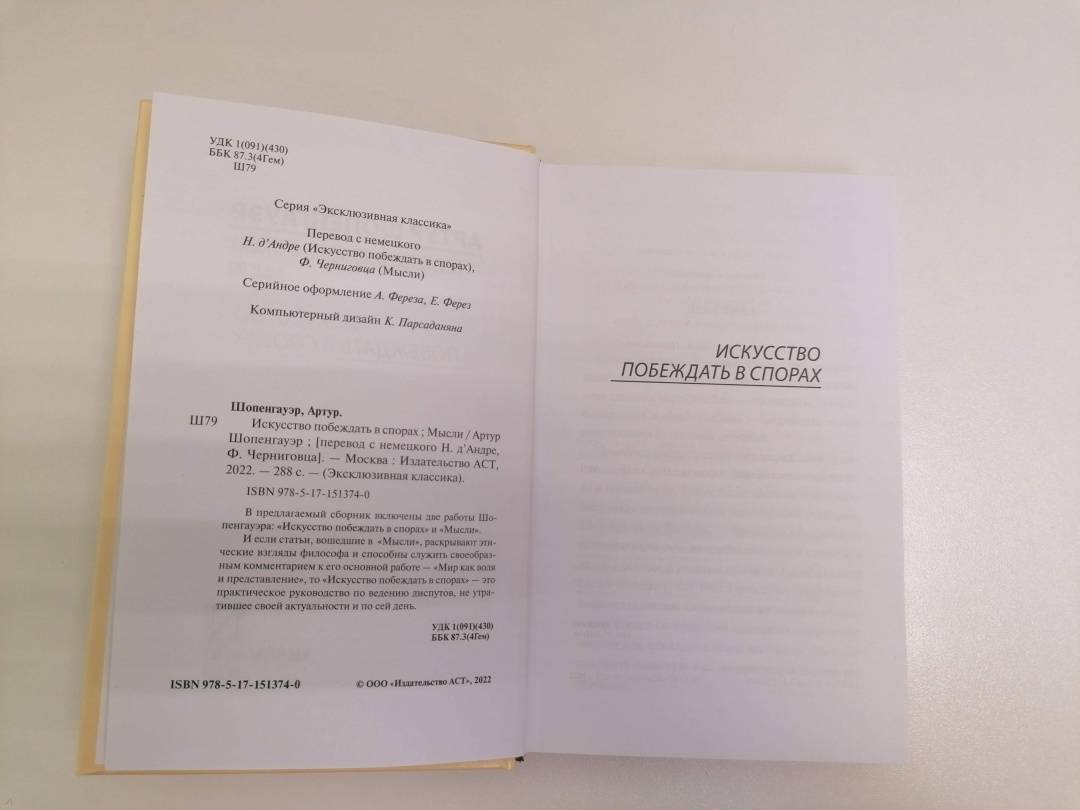 УДК 1(091)(430)
ББК 87.3(4Гем)
Ш79
Серия «Эксклюзивная классика»
Перевод с немецкого
Н. д’Андре (Искусство побеждать в спорах),
Ф. Черниговца (Мысли)
Серийное оформление А. Фереза, Е. Ферез
Компьютерный дизайн К. Парсаданяна
Шопенгауэр, Артур.
Ш79 Искусство побеждать в спорах ; Мысли / Артур
Шопенгауэр ; [перевод с немецкого Н. д’Андре,
Ф. Черниговца]. — Москва : Издательство АСТ,
2022. — 288 с. — (Эксклюзивная классика).
ISBN 978-5-17-151374-0
В предлагаемый сборник включены две работы Шо-
пенгауэра: «Искусство побеждать в спорах» и «Мысли».
И если статьи, вошедшие в «Мысли», раскрывают эти-
ческие взгляды философа и способны служить своеобраз-
ным комментарием к его основной работе — «Мир как воля
и представление», то «Искусство побеждать в спорах» — это
практическое руководство по ведению диспутов, не утра-
тившее своей актуальности и по сей день.
УДК 1(091)(430)
ББК 87.3(4Гем)
ISBN 978-5-17-151374-0
© ООО «Издательство АСТ», 2022
ИСКУССТВО
ПОБЕЖДАТЬ В СПОРАХ